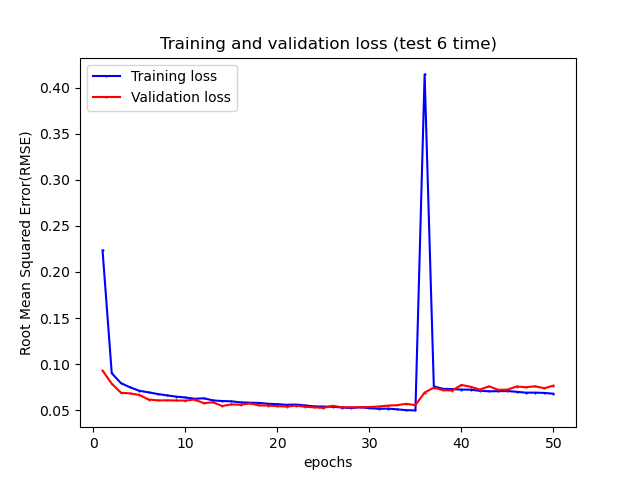 Training and validation loss (test 6 time)
Training loss
Validation loss
Root Mean Squared Error(RMSE)
0.40
0.35
0.30
0.25
0.20
0.15
0.10
0.05
0 10 20 30 40 50
epochs